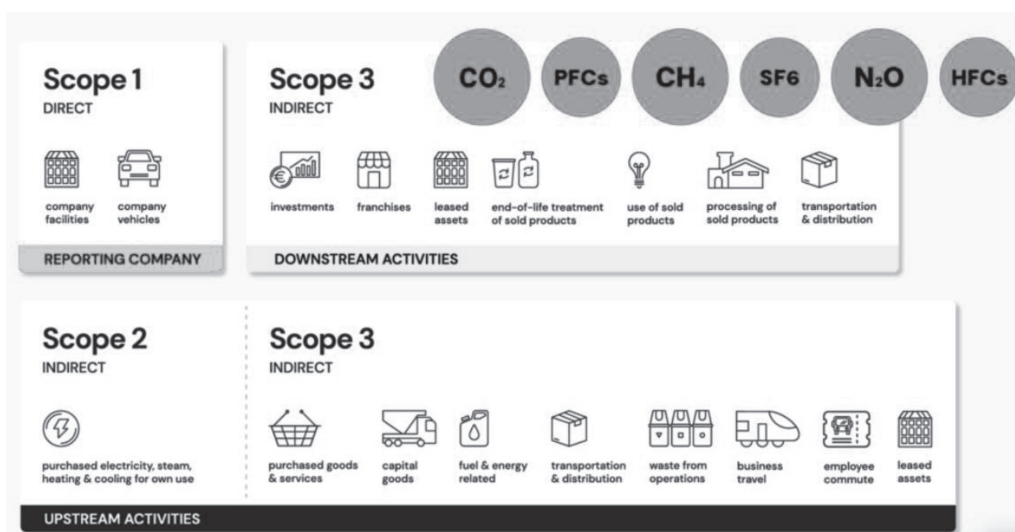 Scope 1
DIRECT
company
facilities
company
vehicles
REPORTING COMPANY
Scope 3
INDIRECT
CO₂
PFCs
CH₄
SF6
N₂O
HFCs
investments
franchises
leased
assets
end-of-life treatment
of sold products
use of sold
products
processing of
sold products
transportation
& distribution
DOWNSTREAM ACTIVITIES
Scope 2
INDIRECT
purchased electricity, steam,
heating & cooling for own use
Scope 3
INDIRECT
purchased goods
& services
capital
goods
fuel & energy
related
transportation
& distribution
waste from
operations
business
travel
employee
commute
leased
assets
UPSTREAM ACTIVITIES